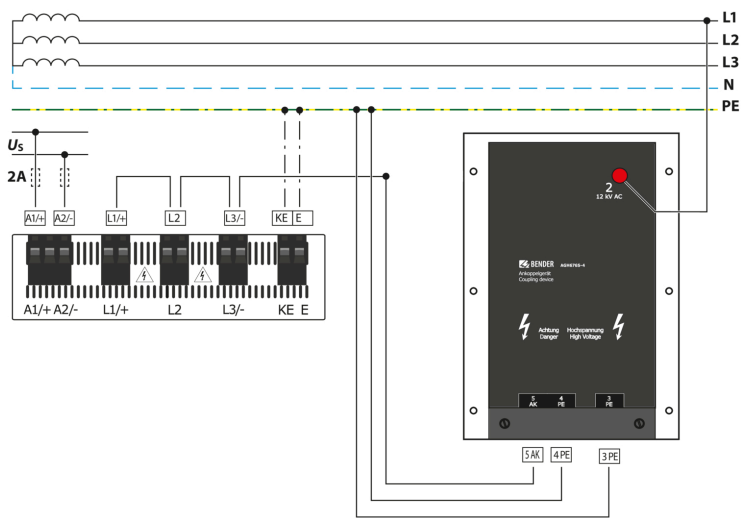 L1
L2
L3
N
PE
Us
2A
A1/+ A2/- L1/+ L2 L3/- KE E
A1/+ A2/- L1/+ L2 L3/- KE E
2
12 kV AC
BENDER AGH676S-4
Ankoppelgerät
Coupling device
Achtung Hochspannung
Danger High Voltage
5 4 3
AK PE PE
5 AK 4 PE 3 PE